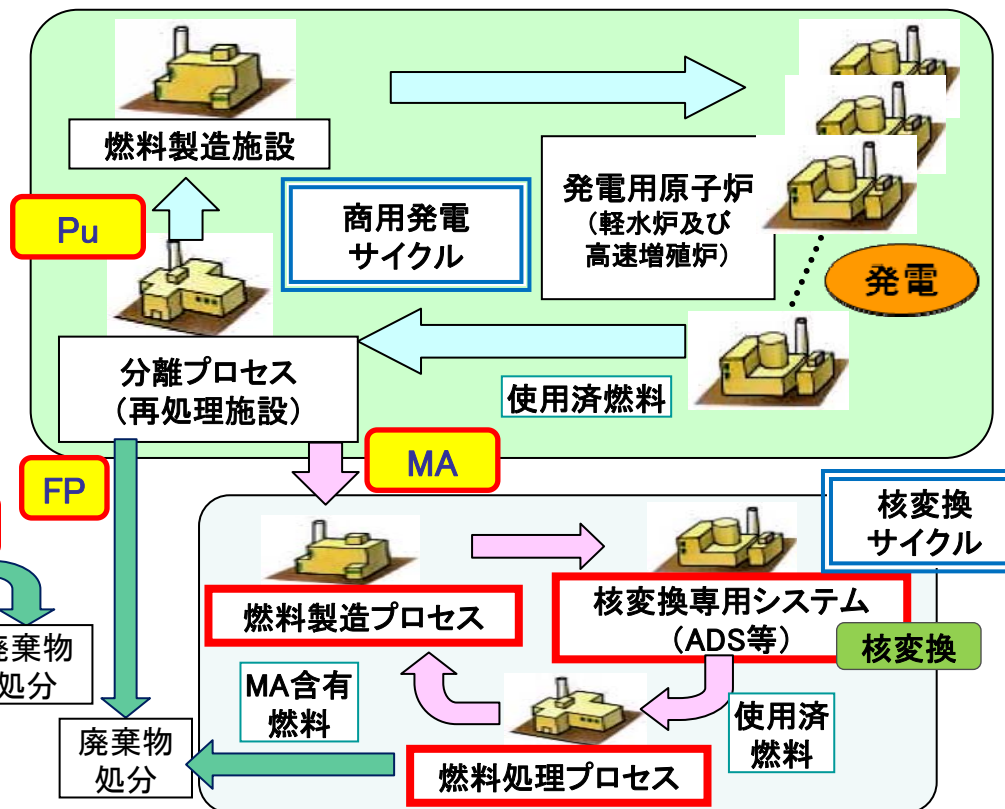 燃料製造施設
Pu
商用発電
サイクル
発電用原子炉
(軽水炉及び
高速増殖炉)
発電
分離プロセス
(再処理施設)
使用済燃料
MA
FP
核変換
サイクル
燃料製造プロセス
核変換専用システム
(ADS等)
核変換
MA含有
燃料
使用済
燃料
燃料処理プロセス
廃棄物
処分
廃棄物
処分